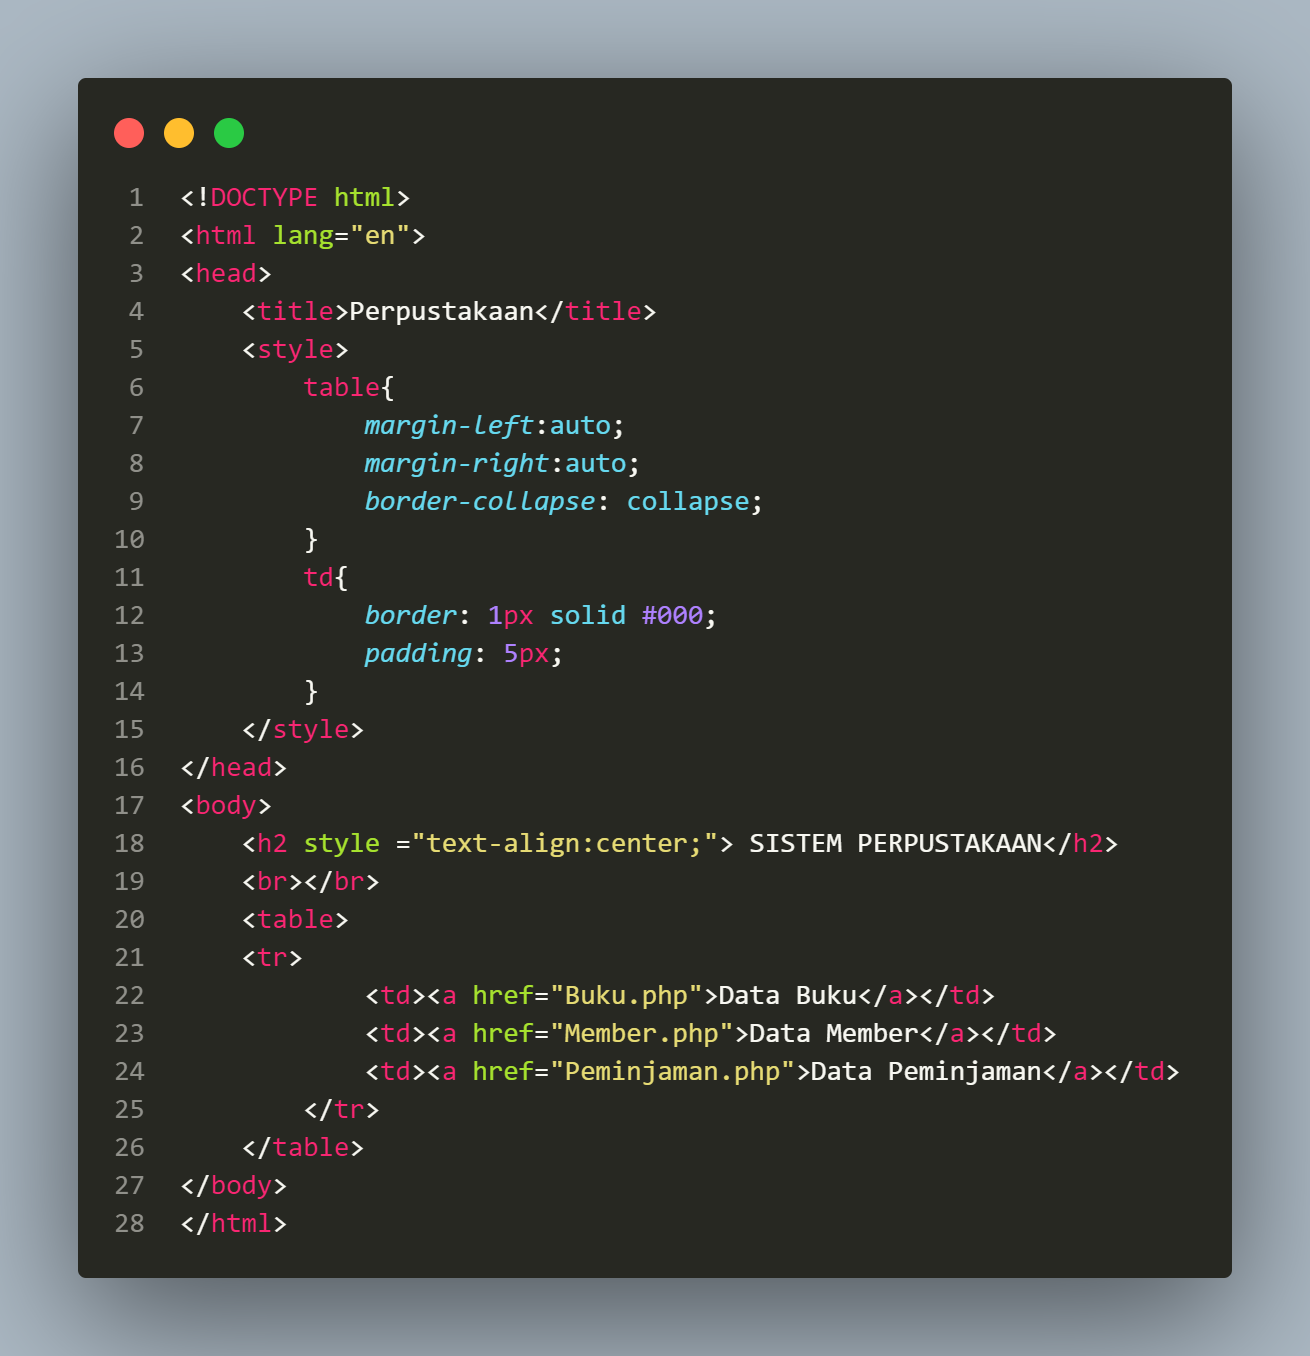 1 <!DOCTYPE html>
2 <html lang="en">
3 <head>
4     <title>Perpustakaan</title>
5     <style>
6         table{
7             margin-left:auto;
8             margin-right:auto;
9             border-collapse: collapse;
10         }
11         td{
12             border: 1px solid #000;
13             padding: 5px;
14         }
15     </style>
16 </head>
17 <body>
18     <h2 style ="text-align:center;"> SISTEM PERPUSTAKAAN</h2>
19     <br></br>
20     <table>
21     <tr>
22             <td><a href="Buku.php">Data Buku</a></td>
23             <td><a href="Member.php">Data Member</a></td>
24             <td><a href="Peminjaman.php">Data Peminjaman</a></td>
25         </tr>
26     </table>
27 </body>
28 </html>